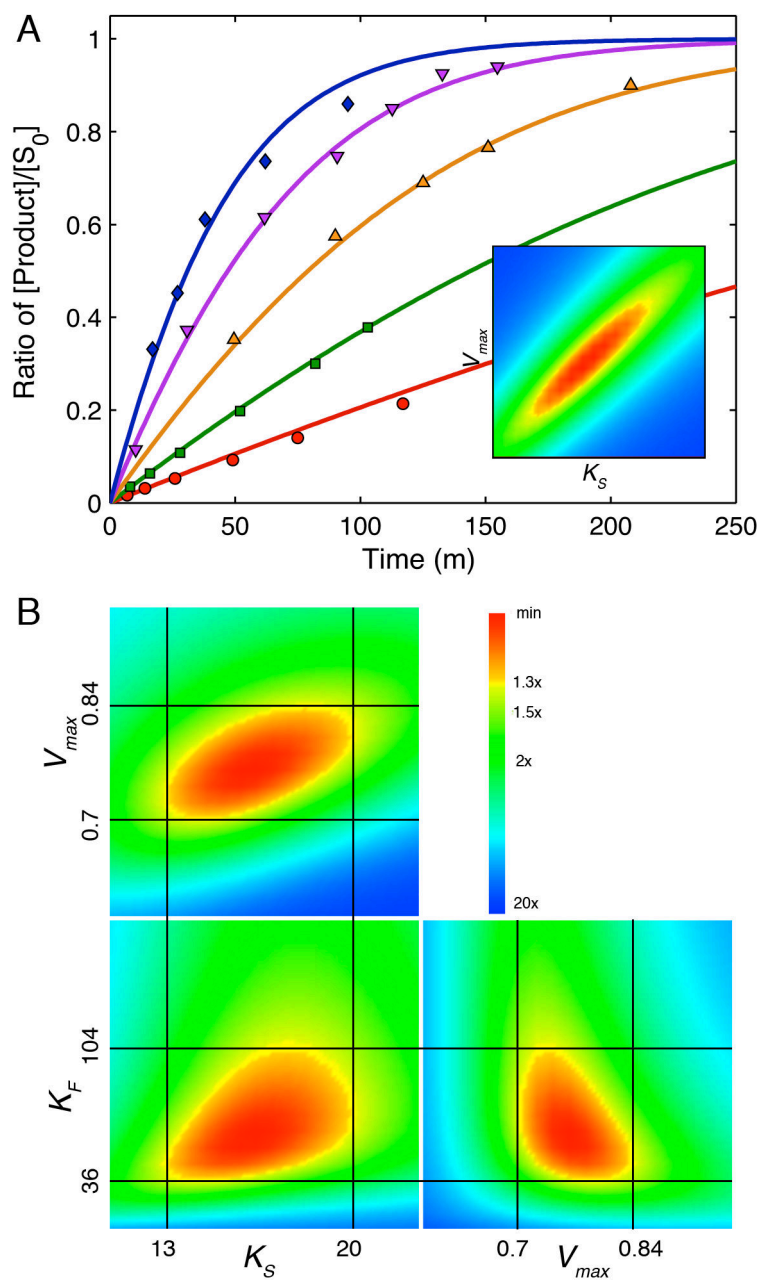 A
Ratio of [Product]/[S0]
1
0.8
0.6
0.4
0.2
0
0 50 100 150 200 250
Time (m)
Vmax
KS
B
Vmax
0.84
0.7
min
1.3x
1.5x
2x
20x
KF
104
36
13 20
KS
0.7 0.84
Vmax